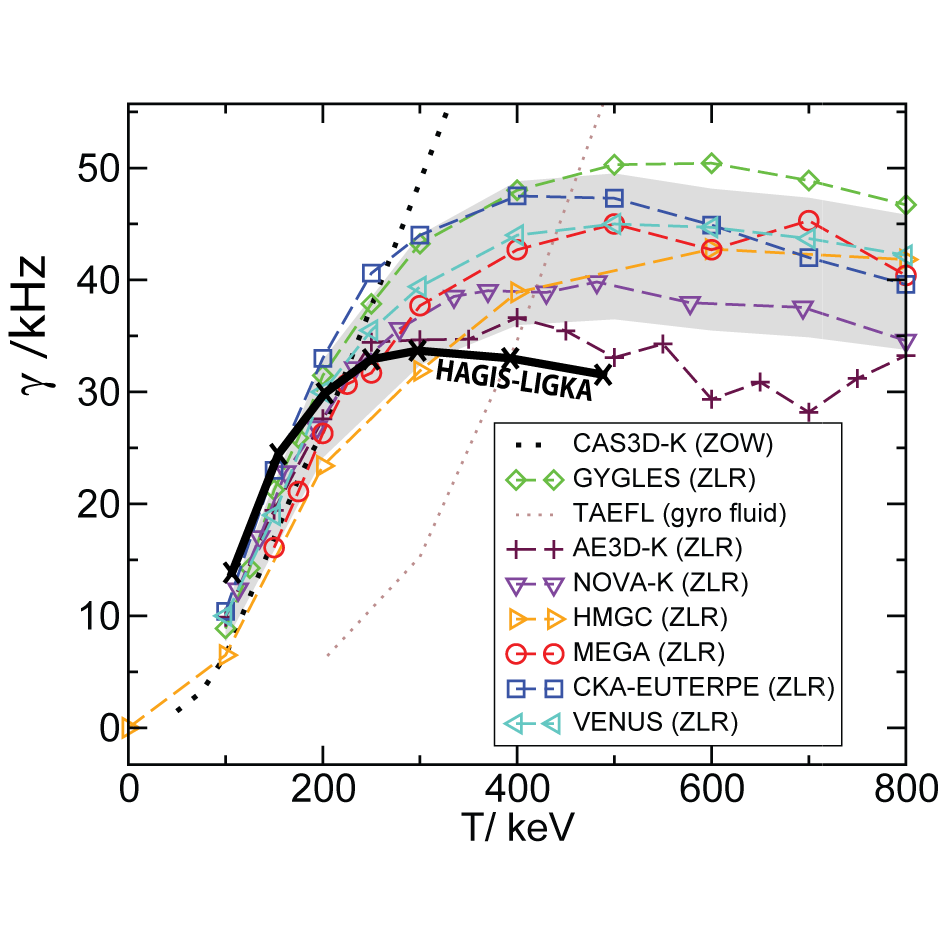 50
40
30
20
10
0
γ /kHz
HAGIS-LIGKA
CAS3D-K (ZOW)
GYGLES (ZLR)
TAEFL (gyro fluid)
AE3D-K (ZLR)
NOVA-K (ZLR)
HMGC (ZLR)
MEGA (ZLR)
CKA-EUTERPE (ZLR)
VENUS (ZLR)
0 200 400 600 800
T/ keV